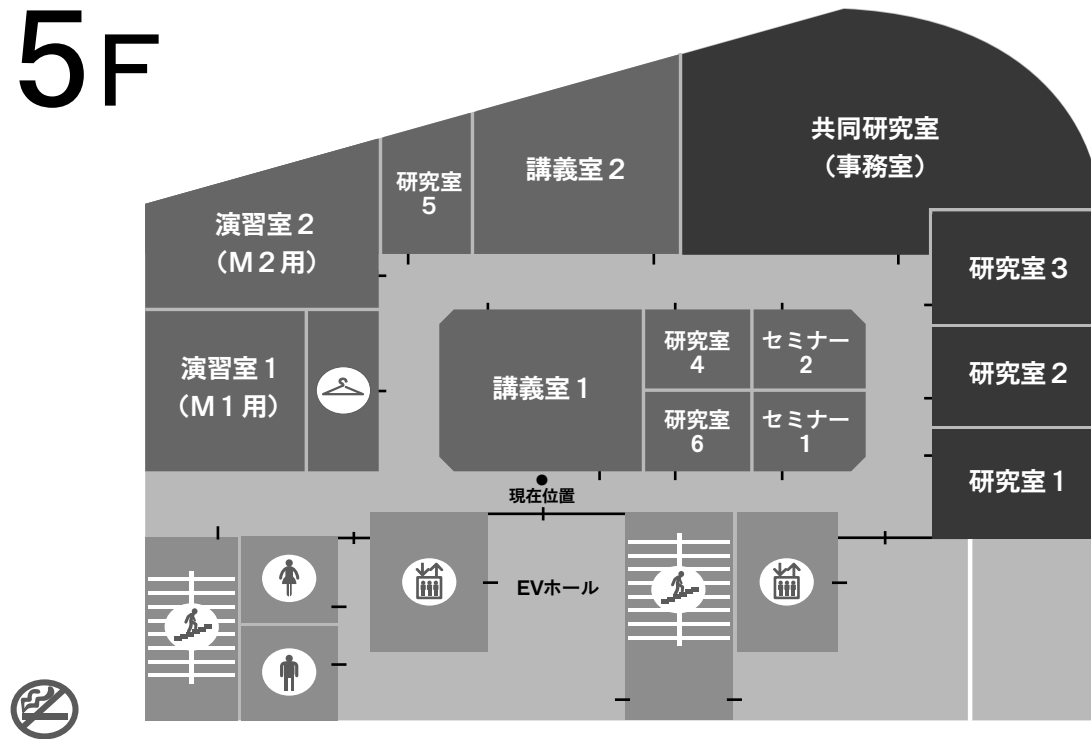 5F
共同研究室
（事務室）
講義室２
研究室
5
演習室２
（Ｍ２用）
研究室３
研究室
4
セミナー
2
演習室１
（Ｍ１用）
講義室１
研究室２
研究室
6
セミナー
1
研究室１
現在位置
EVホール